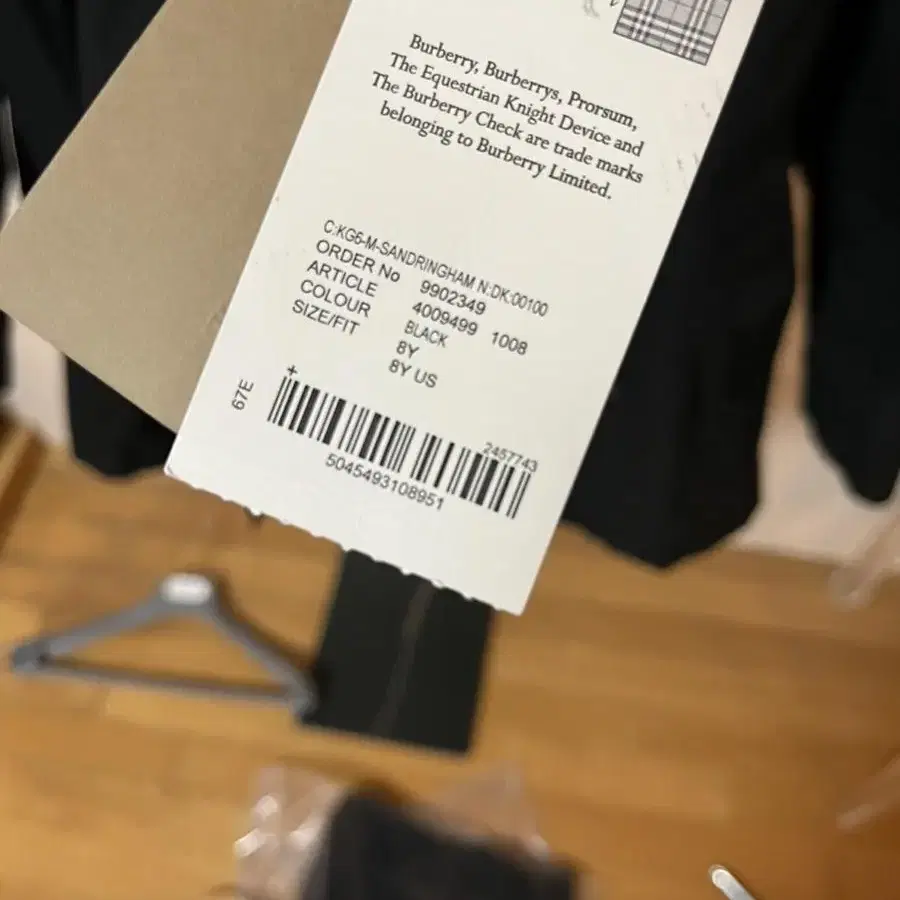 Burberry, Burberrys, Prorsum,
The Equestrian Knight Device and
The Burberry Check are trade marks
belonging to Burberry Limited.
C:KG6-M-SANDRINGHAM N:DK:00100
ORDER No 9902349
ARTICLE 4009499 1008
COLOUR BLACK
SIZE/FIT 8Y
8Y US
67E
+
2457743
5045493108951